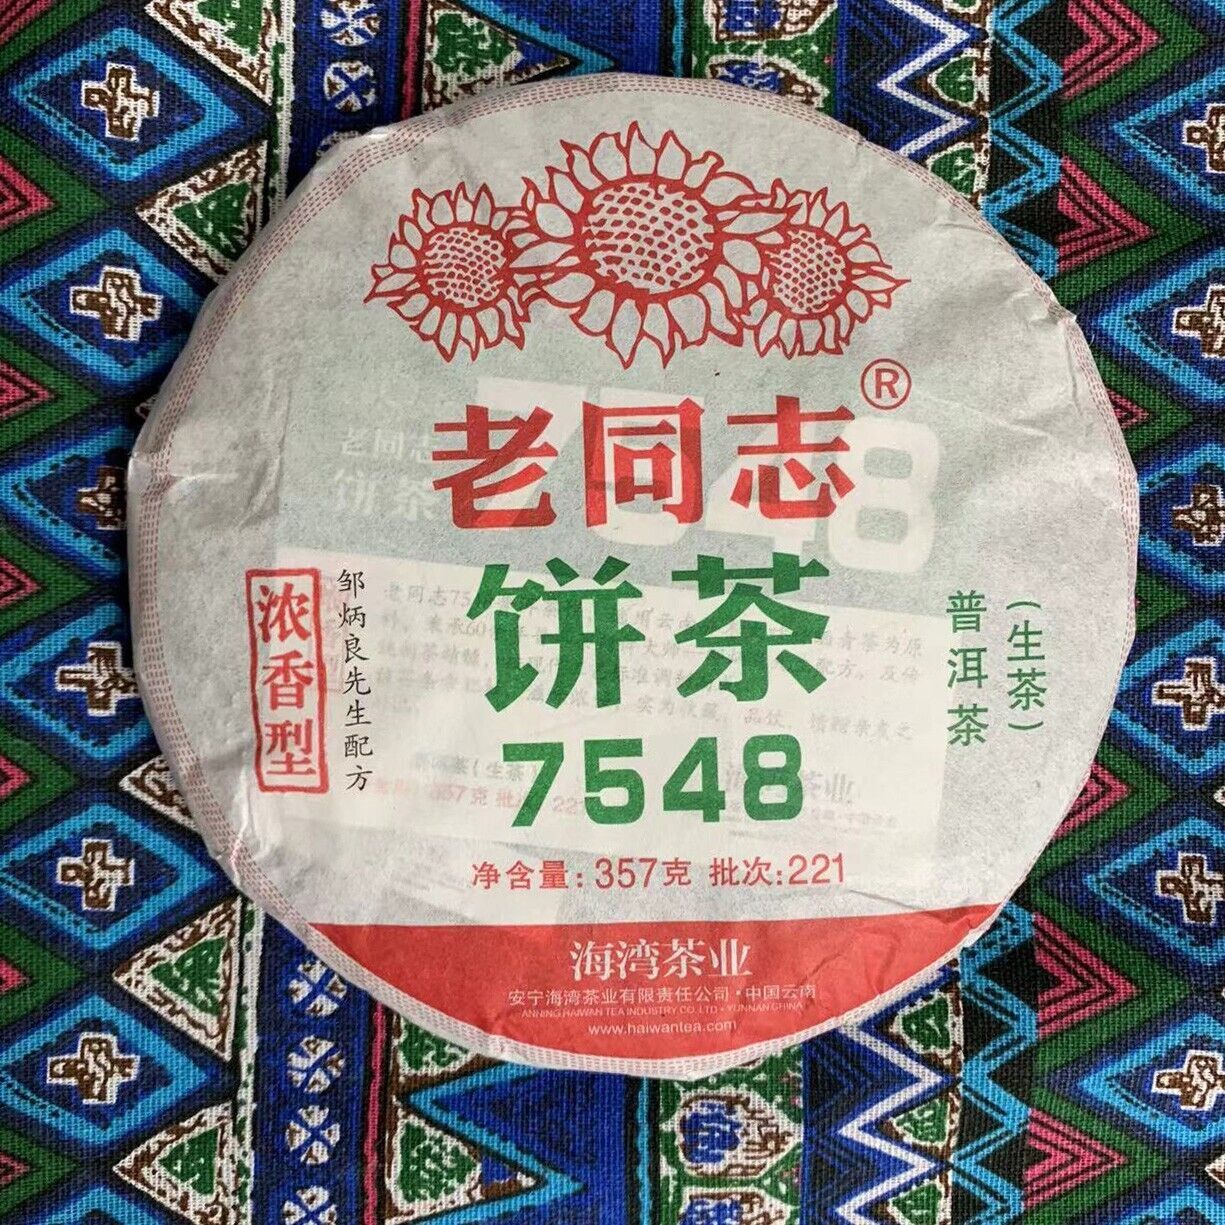 ®
老同志
饼茶
7548
浓香型
邹炳良先生配方
普洱茶
(生茶)
净含量: 357克 批次: 221
海湾茶业
安宁海湾茶业有限责任公司·中国云南
ANNING HAIWAN TEA INDUSTRY CO. LTD · YUNNAN CHINA
www.haiwantea.com